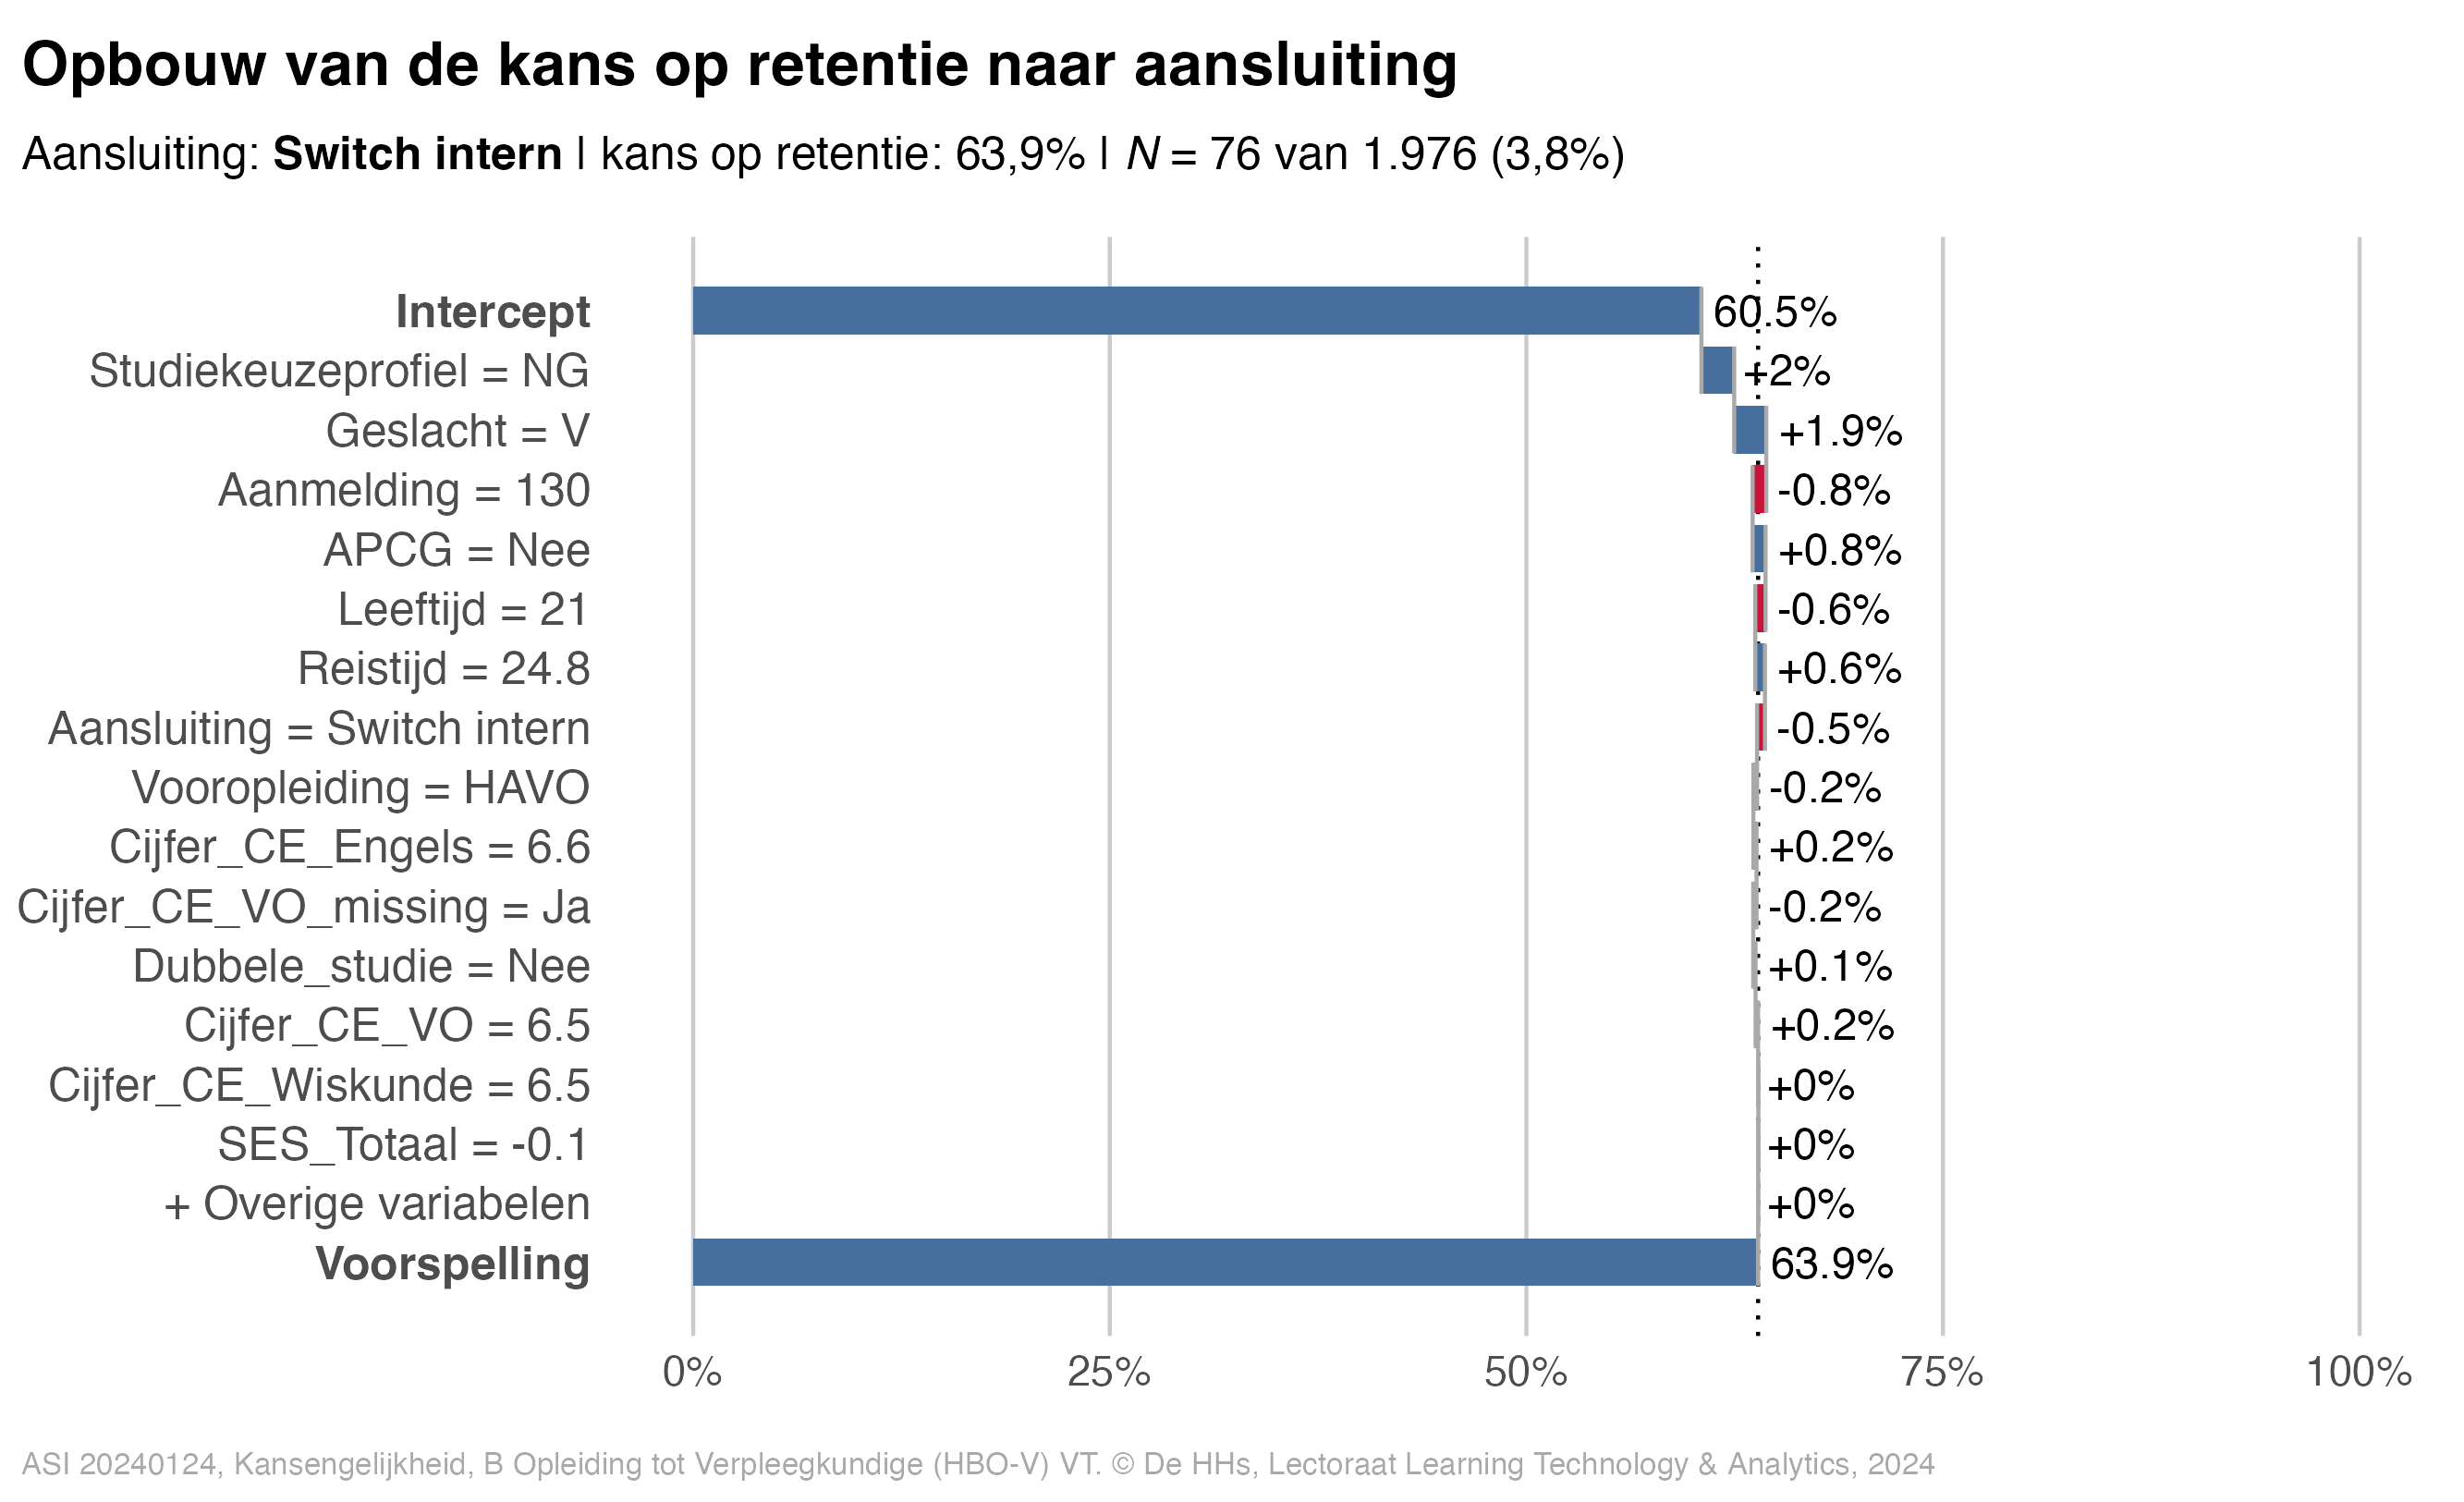 Opbouw van de kans op retentie naar aansluiting
Aansluiting: Switch intern | kans op retentie: 63,9% | N = 76 van 1.976 (3,8%)
Intercept 60.5%
Studiekeuzeprofiel = NG +2%
Geslacht = V +1.9%
Aanmelding = 130 -0.8%
APCG = Nee +0.8%
Leeftijd = 21 -0.6%
Reistijd = 24.8 +0.6%
Aansluiting = Switch intern -0.5%
Vooropleiding = HAVO -0.2%
Cijfer_CE_Engels = 6.6 +0.2%
Cijfer_CE_VO_missing = Ja -0.2%
Dubbele_studie = Nee +0.1%
Cijfer_CE_VO = 6.5 +0.2%
Cijfer_CE_Wiskunde = 6.5 +0%
SES_Totaal = -0.1 +0%
+ Overige variabelen +0%
Voorspelling 63.9%
0% 25% 50% 75% 100%
ASI 20240124, Kansengelijkheid, B Opleiding tot Verpleegkundige (HBO-V) VT. © De HHs, Lectoraat Learning Technology & Analytics, 2024